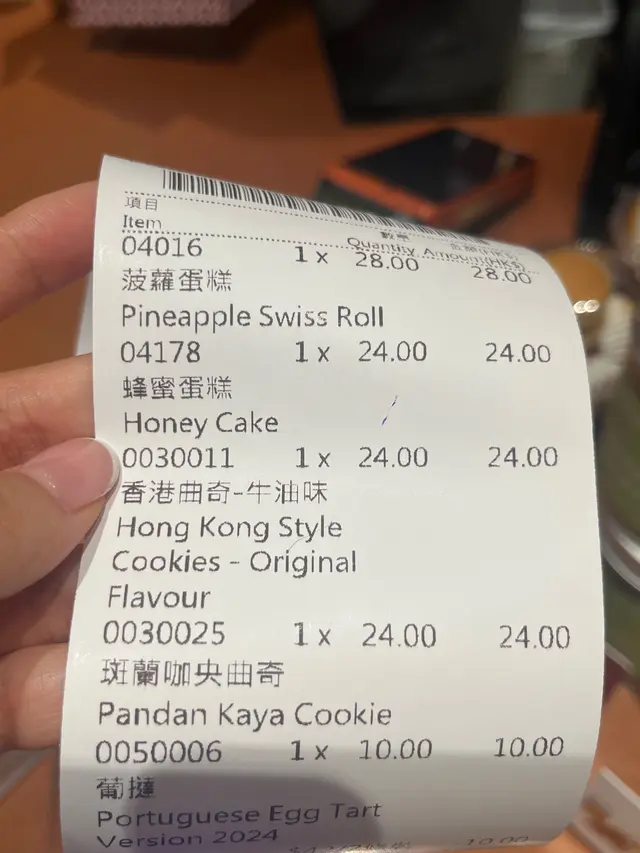 項目
Item
Quantity Amount(HK$)
04016 1 x 28.00 28.00
菠蘿蛋糕
Pineapple Swiss Roll
04178 1 x 24.00 24.00
蜂蜜蛋糕
Honey Cake
0030011 1 x 24.00 24.00
香港曲奇-牛油味
Hong Kong Style
Cookies - Original
Flavour
0030025 1 x 24.00 24.00
斑蘭咖央曲奇
Pandan Kaya Cookie
0050006 1 x 10.00 10.00
葡撻
Portuguese Egg Tart
Version 2024